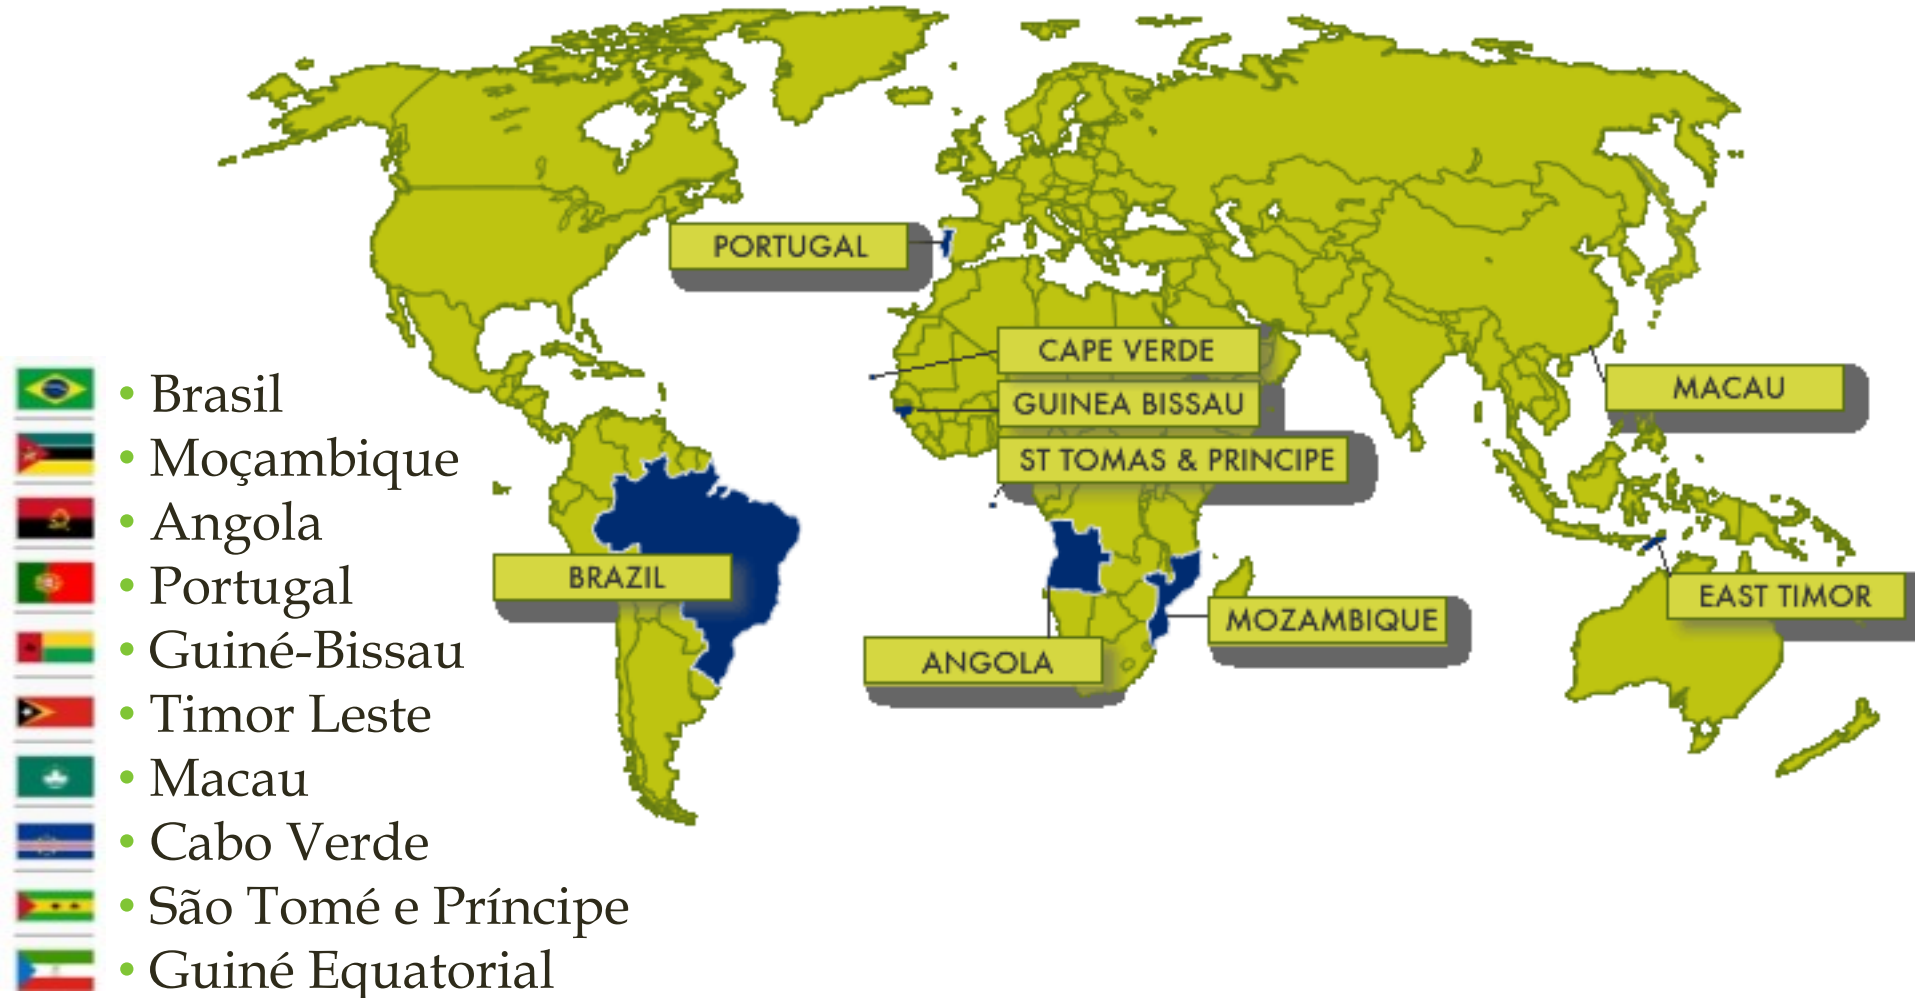 PORTUGAL
CAPE VERDE
GUINEA BISSAU
ST TOMAS & PRINCIPE
MACAU
BRAZIL
ANGOLA
MOZAMBIQUE
EAST TIMOR
• Brasil
• Moçambique
• Angola
• Portugal
• Guiné-Bissau
• Timor Leste
• Macau
• Cabo Verde
• São Tomé e Príncipe
• Guiné Equatorial